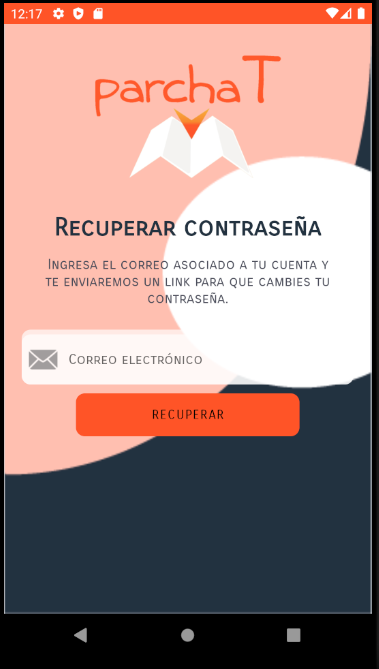 12:17
parchaT
Recuperar contraseña
Ingresa el correo asociado a tu cuenta y
te enviaremos un link para que cambies tu
contraseña.
Correo electrónico
RECUPERAR